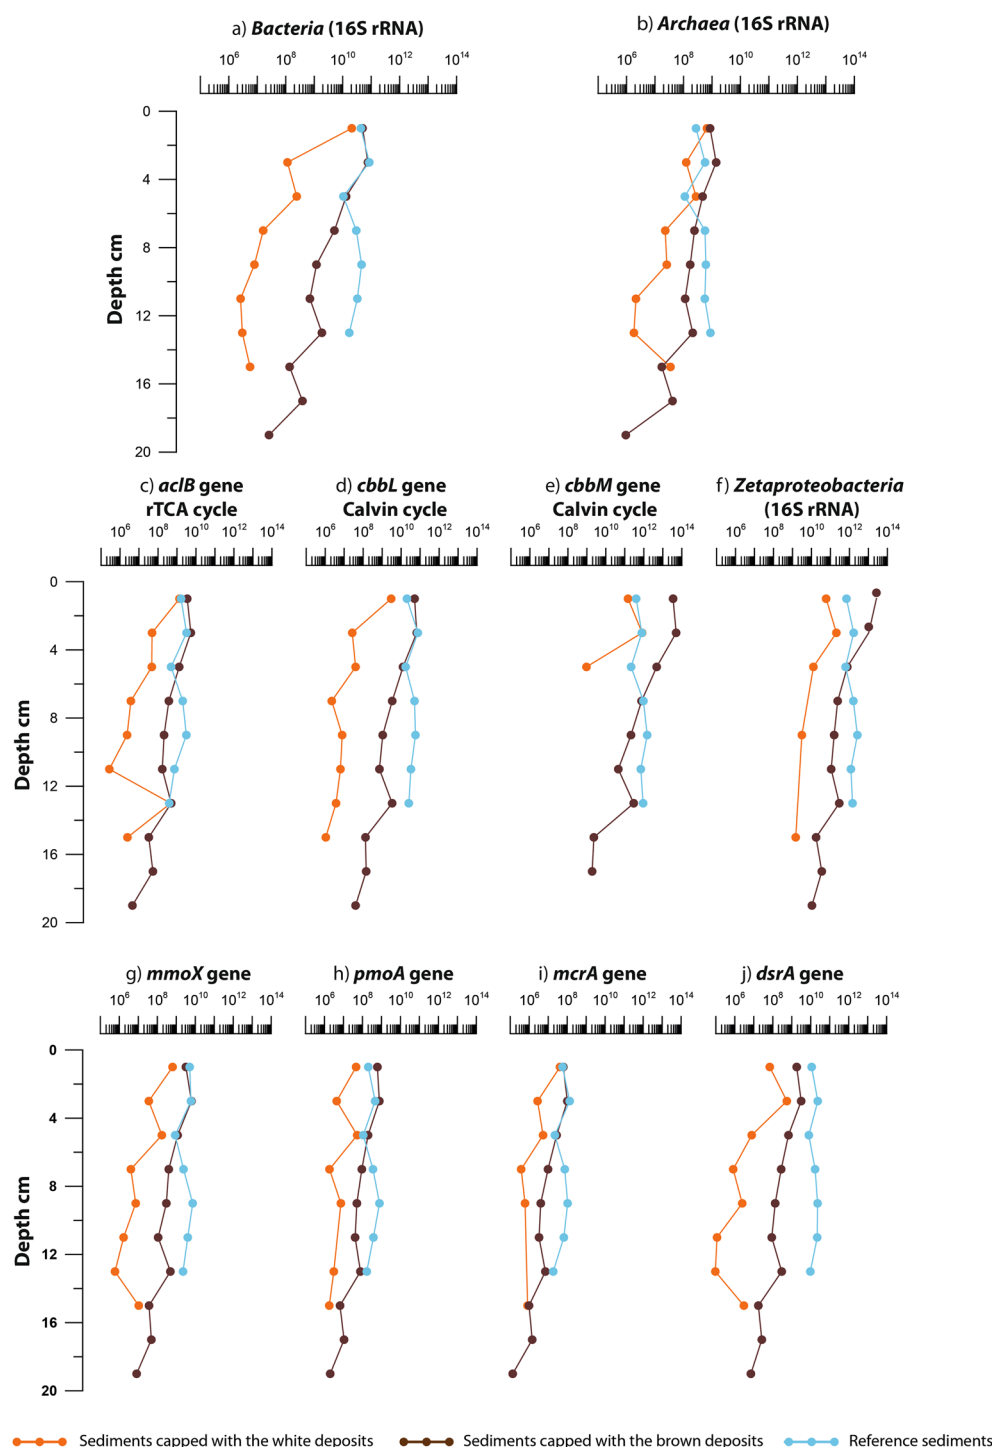 a) Bacteria (16S rRNA)
b) Archaea (16S rRNA)
10^6 10^8 10^10 10^12 10^14
10^6 10^8 10^10 10^12 10^14
0
4
8
12
16
20
Depth cm
c) aclB gene
rTCA cycle
d) cbbL gene
Calvin cycle
e) cbbM gene
Calvin cycle
f) Zetaproteobacteria
(16S rRNA)
10^6 10^8 10^10 10^12 10^14
10^6 10^8 10^10 10^12 10^14
10^6 10^8 10^10 10^12 10^14
10^6 10^8 10^10 10^12 10^14
0
4
8
12
16
20
Depth cm
g) mmoX gene
h) pmoA gene
i) mcrA gene
j) dsrA gene
10^6 10^8 10^10 10^12 10^14
10^6 10^8 10^10 10^12 10^14
10^6 10^8 10^10 10^12 10^14
10^6 10^8 10^10 10^12 10^14
0
4
8
12
16
20
Depth cm
Sediments capped with the white deposits
Sediments capped with the brown deposits
Reference sediments